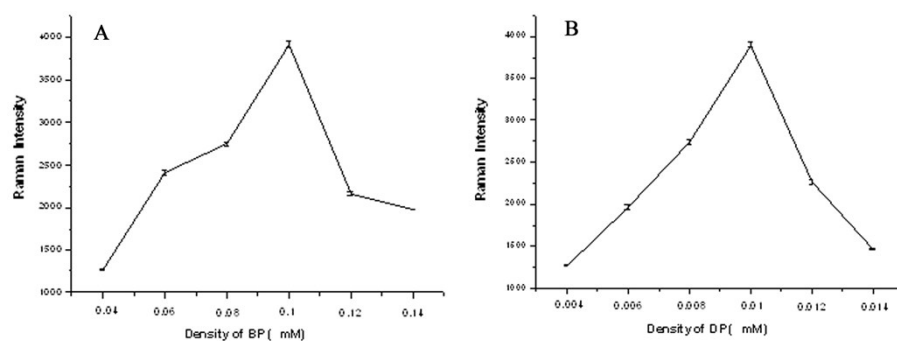 A
Raman Intensity
4000
3500
3000
2500
2000
1500
1000
0.04 0.06 0.08 0.1 0.12 0.14
Density of BP( mM)
B
Raman Intensity
4000
3500
3000
2500
2000
1500
1000
0.004 0.006 0.008 0.01 0.012 0.014
Density of DP( mM)